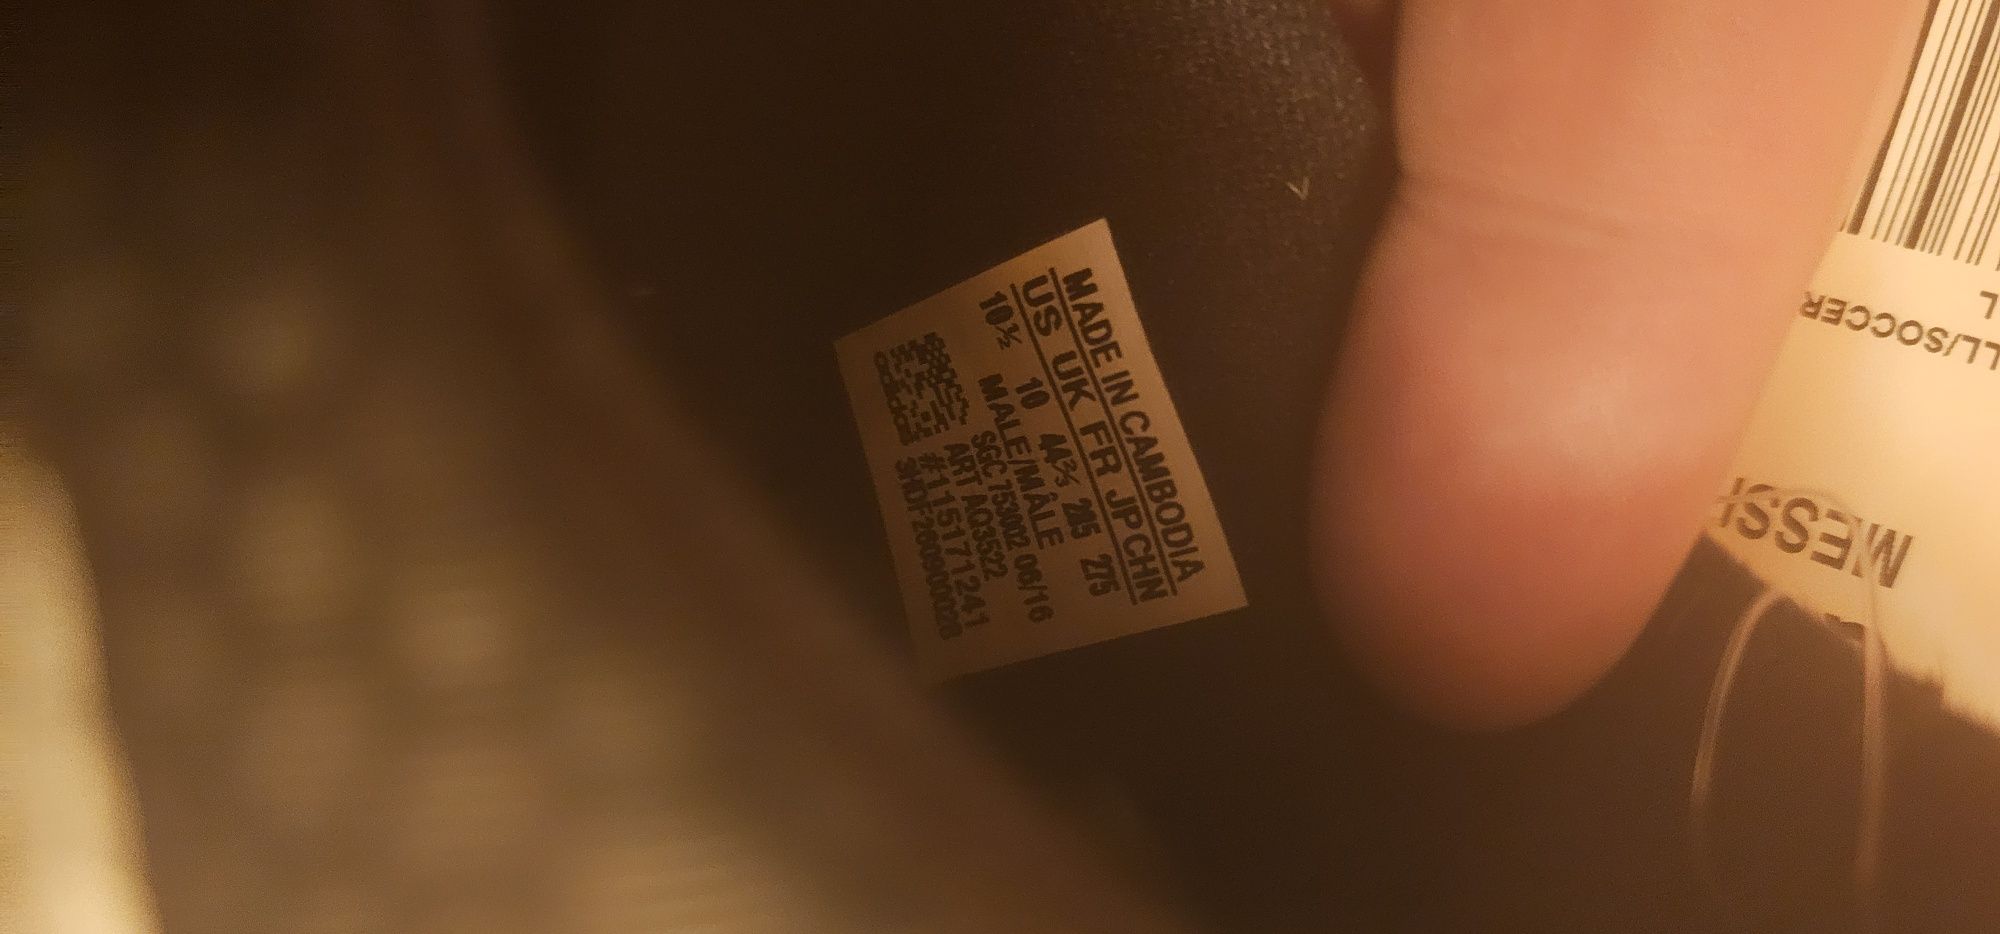 MADE IN CAMBODIA
US UK FR JP CHN
10½ 10 44⅔ 285 275
MALE/MÂLE
SGC 753002 06/16
ART AQ3522
#115171241
adidas
L
LL/SOCCER
MESSI